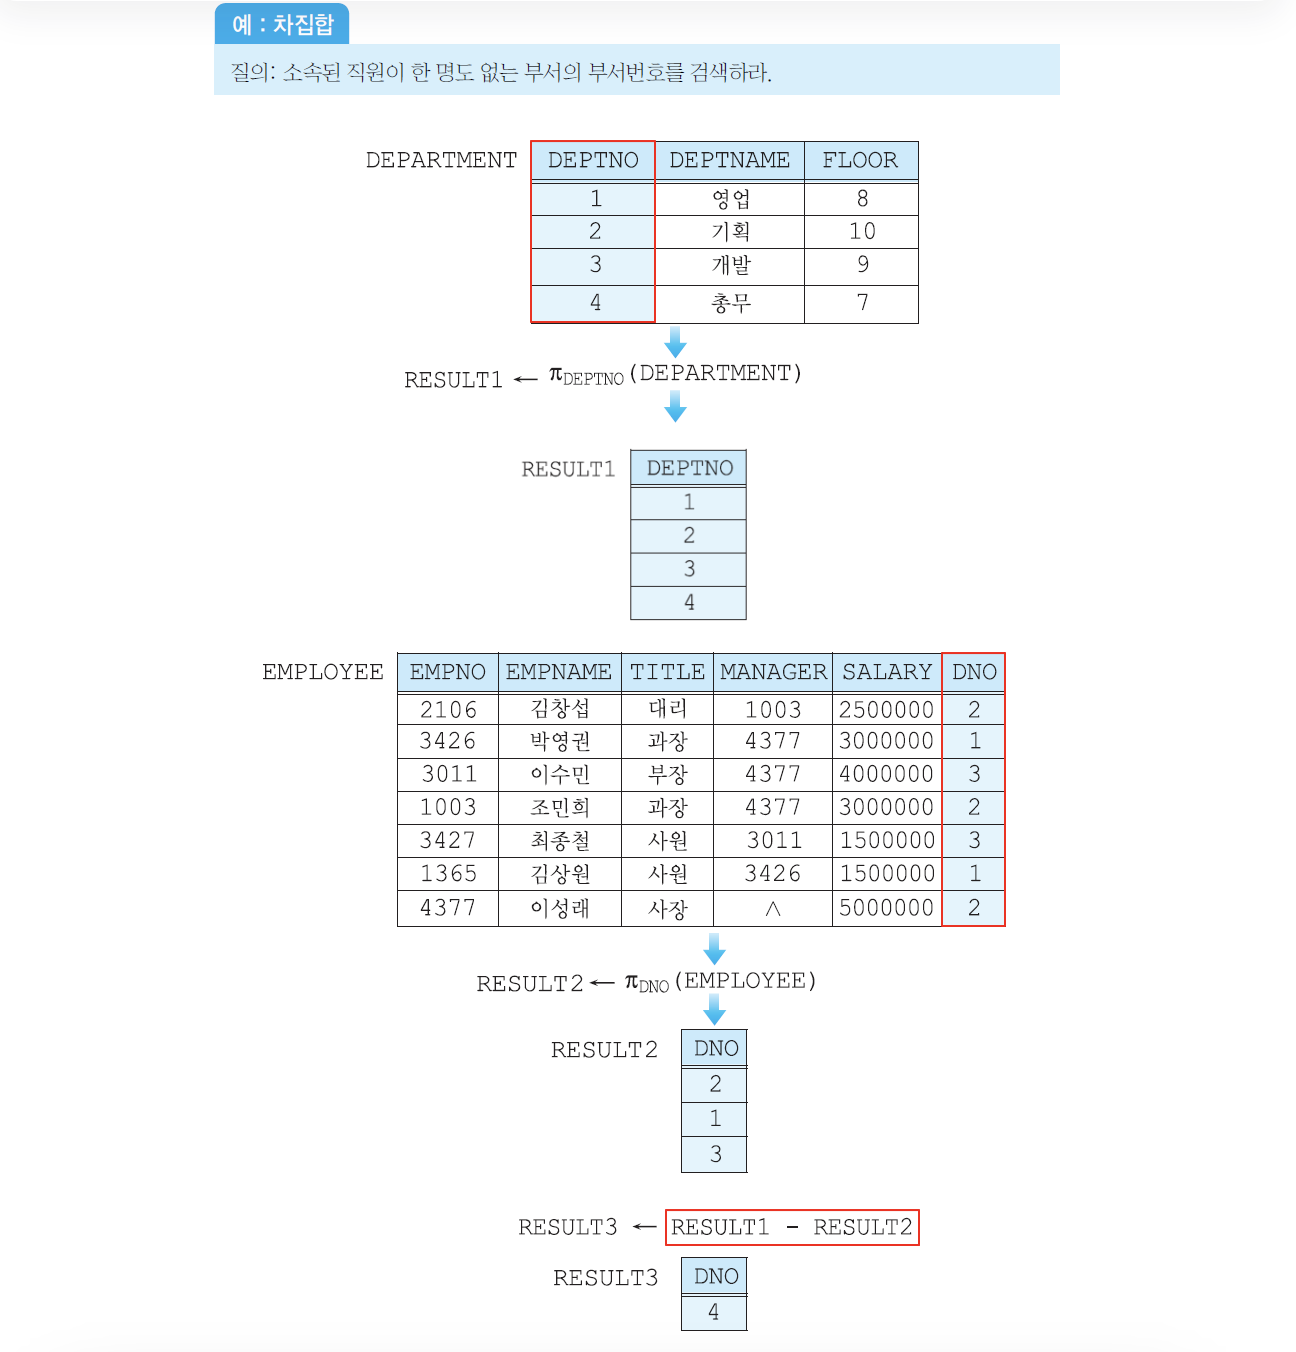 예 : 차집합
질의: 소속된 직원이 한 명도 없는 부서의 부서번호를 검색하라.
DEPARTMENT DEPTNO DEPTNAME FLOOR
1 영업 8
2 기획 10
3 개발 9
4 총무 7
RESULT1 ← πDEPTNO(DEPARTMENT)
RESULT1 DEPTNO
1
2
3
4
EMPLOYEE EMPNO EMPNAME TITLE MANAGER SALARY DNO
2106 김창섭 대리 1003 2500000 2
3426 박영권 과장 4377 3000000 1
3011 이수민 부장 4377 4000000 3
1003 조민희 과장 4377 3000000 2
3427 최종철 사원 3011 1500000 3
1365 김상원 사원 3426 1500000 1
4377 이성래 사장 ∧ 5000000 2
RESULT2 ← πDNO(EMPLOYEE)
RESULT2 DNO
2
1
3
RESULT3 ← RESULT1 - RESULT2
RESULT3 DNO
4